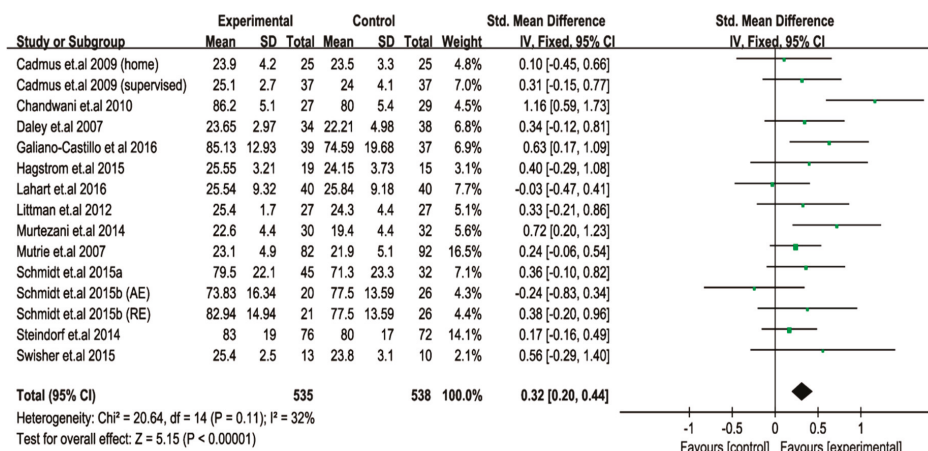 Experimental Control Std. Mean Difference Std. Mean Difference
Study or Subgroup Mean SD Total Mean SD Total Weight IV, Fixed, 95% CI IV, Fixed, 95% CI
Cadmus et.al 2009 (home) 23.9 4.2 25 23.5 3.3 25 4.8% 0.10 [-0.45, 0.66]
Cadmus et.al 2009 (supervised) 25.1 2.7 37 24 4.1 37 7.0% 0.31 [-0.15, 0.77]
Chandwani et.al 2010 86.2 5.1 27 80 5.4 29 4.5% 1.16 [0.59, 1.73]
Daley et.al 2007 23.65 2.97 34 22.21 4.98 38 6.8% 0.34 [-0.12, 0.81]
Galiano-Castillo et al 2016 85.13 12.93 39 74.59 19.68 37 7.0% 0.63 [0.17, 1.09]
Hagstrom et.al 2015 25.55 3.21 19 24.15 3.73 15 3.2% 0.40 [-0.29, 1.08]
Lahart et.al 2016 25.54 9.32 40 25.84 9.18 40 7.7% -0.03 [-0.47, 0.41]
Littman et.al 2012 25.4 1.7 27 24.3 4.4 27 5.1% 0.33 [-0.21, 0.86]
Murtezani et.al 2014 22.6 4.4 30 19.4 4.4 32 5.6% 0.72 [0.20, 1.23]
Mutrie et.al 2007 23.1 4.9 82 21.9 5.1 92 16.5% 0.24 [-0.06, 0.54]
Schmidt et.al 2015a 79.5 22.1 45 71.3 23.3 32 7.1% 0.36 [-0.10, 0.82]
Schmidt et.al 2015b (AE) 73.83 16.34 20 77.5 13.59 26 4.3% -0.24 [-0.83, 0.34]
Schmidt et.al 2015b (RE) 82.94 14.94 21 77.5 13.59 26 4.4% 0.38 [-0.20, 0.96]
Steindorf et.al 2014 83 19 76 80 17 72 14.1% 0.17 [-0.16, 0.49]
Swisher et.al 2015 25.4 2.5 13 23.8 3.1 10 2.1% 0.56 [-0.29, 1.40]
Total (95% CI) 535 538 100.0% 0.32 [0.20, 0.44]
Heterogeneity: Chi² = 20.64, df = 14 (P = 0.11); I² = 32%
Test for overall effect: Z = 5.15 (P < 0.00001)
-1 -0.5 0 0.5 1
Favours [control] Favours [experimental]